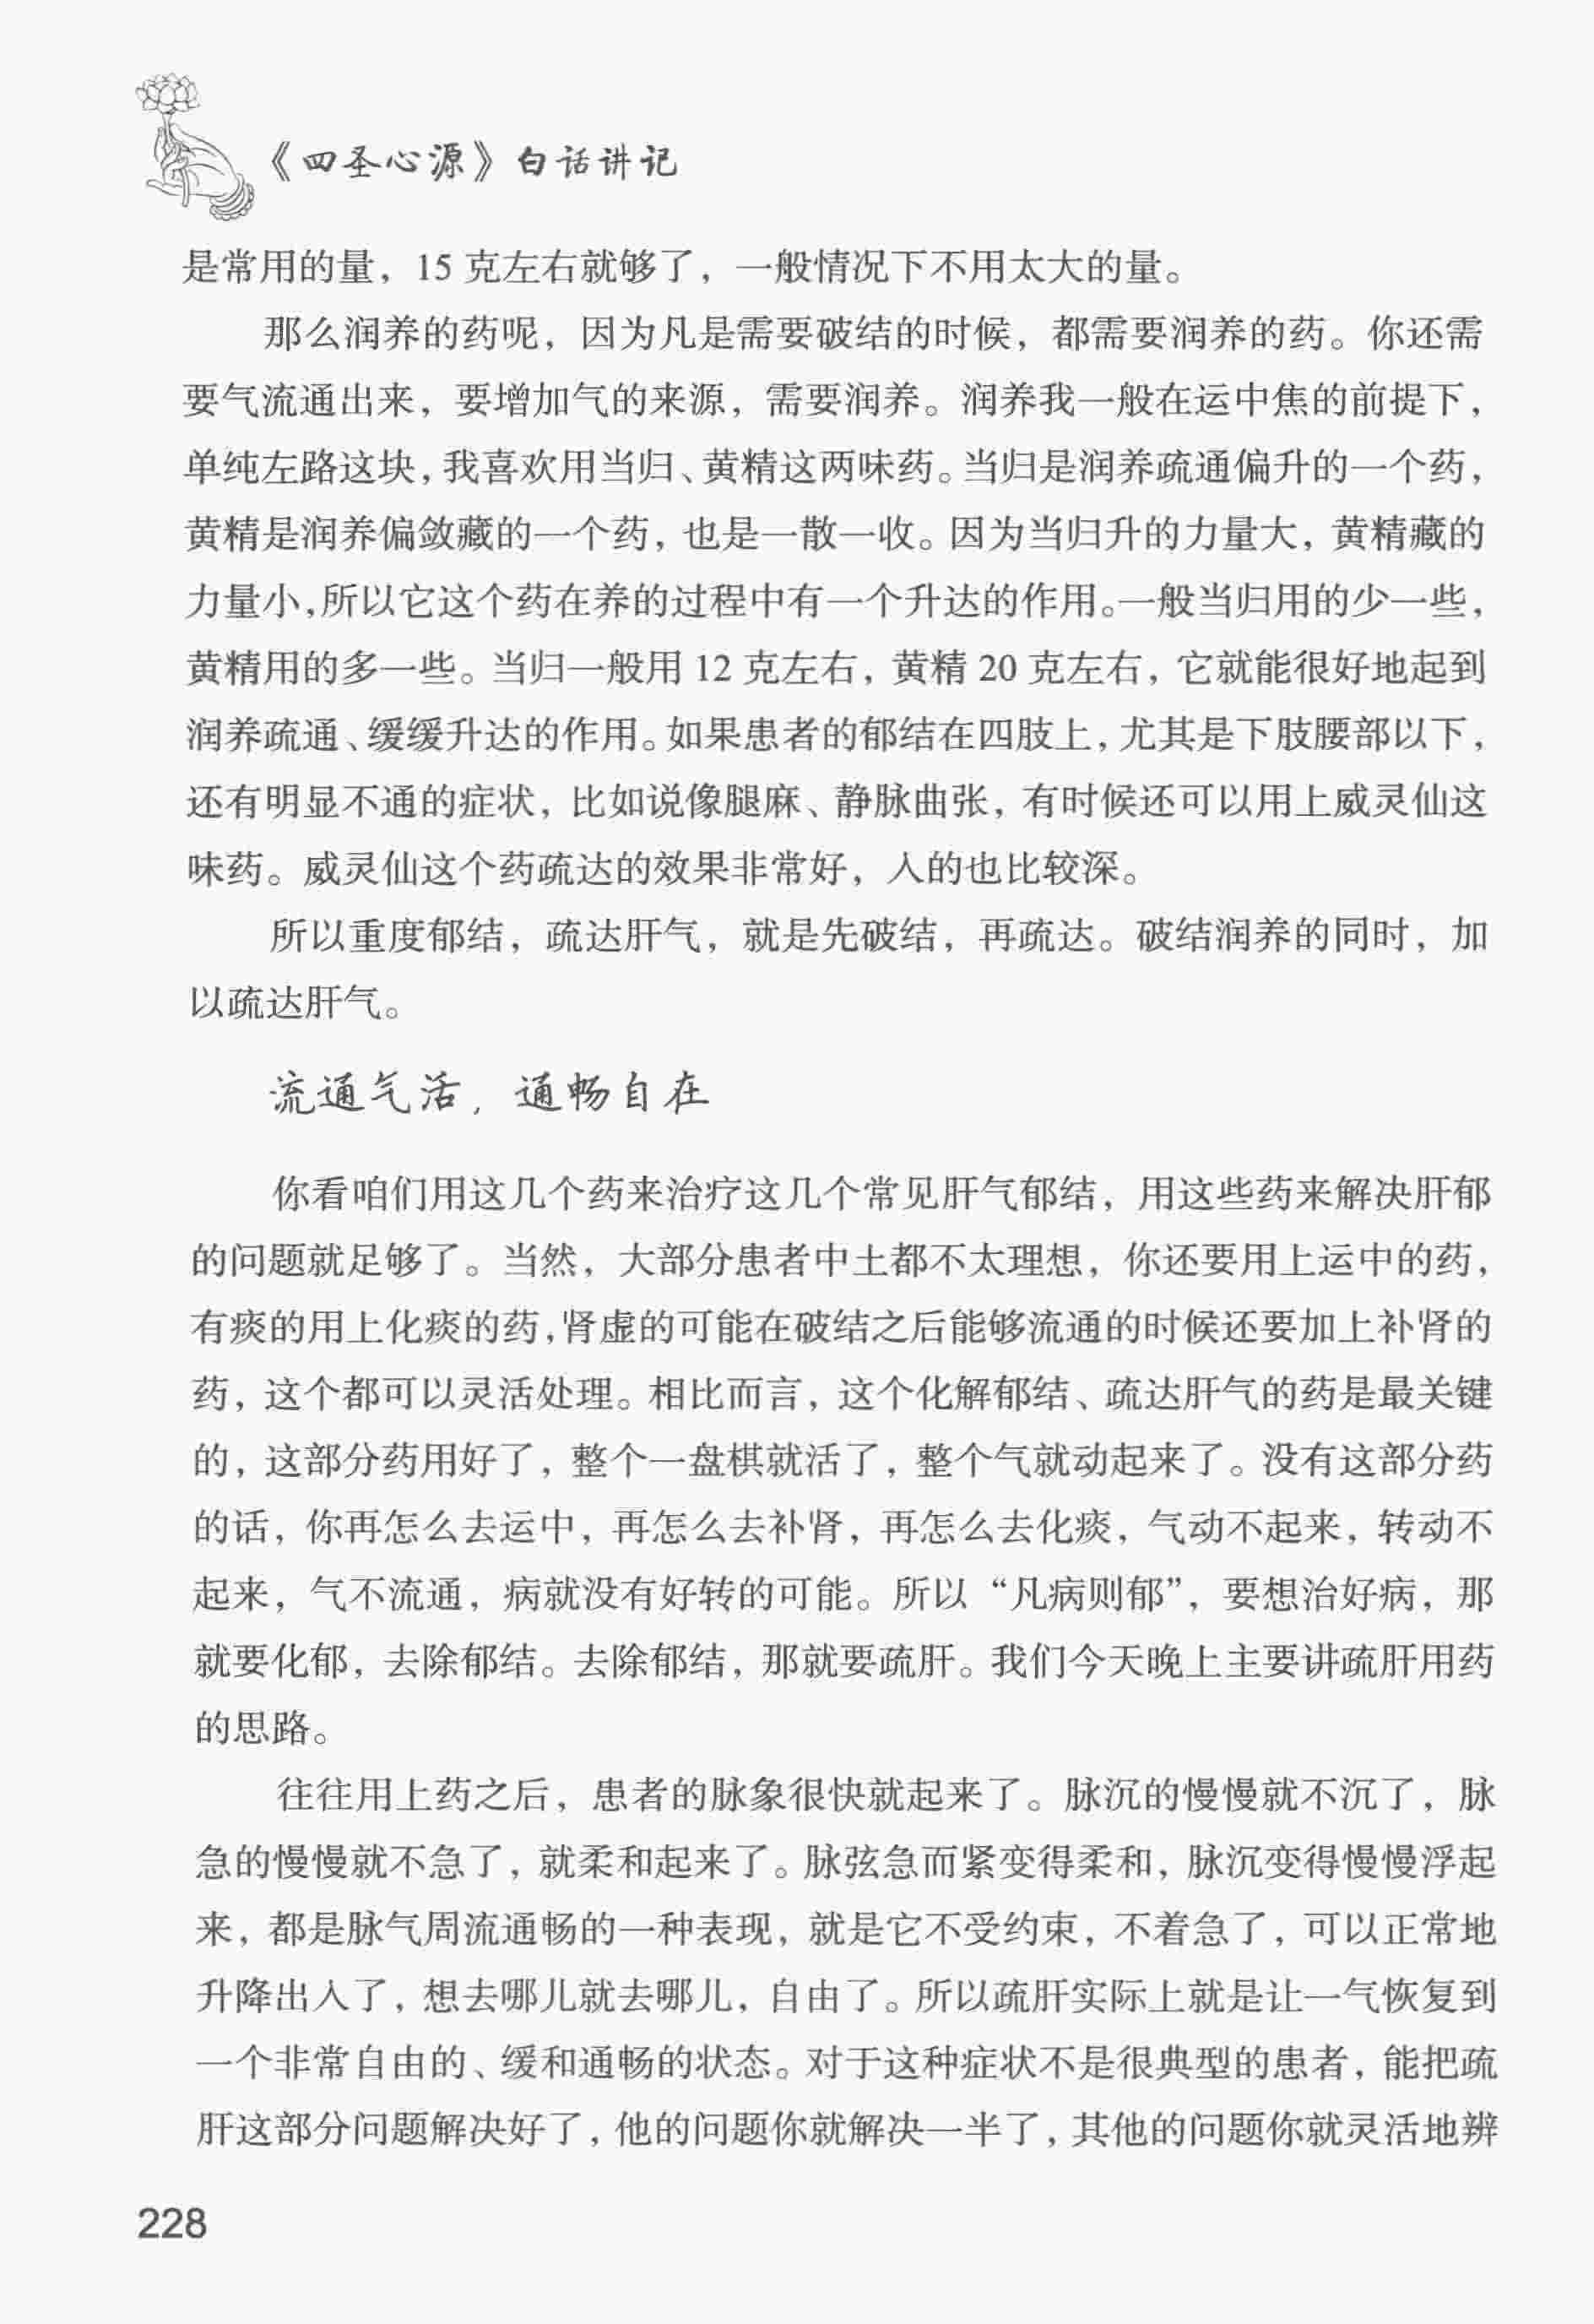 《四圣心源》白话讲记
是常用的量，15 克左右就够了，一般情况下不用太大的量。
那么润养的药呢，因为凡是需要破结的时候，都需要润养的药。你还需
要气流通出来，要增加气的来源，需要润养。润养我一般在运中焦的前提下，
单纯左路这块，我喜欢用当归、黄精这两味药。当归是润养疏通偏升的一个药，
黄精是润养偏敛藏的一个药，也是一散一收。因为当归升的力量大，黄精藏的
力量小，所以它这个药在养的过程中有一个升达的作用。一般当归用的少一些，
黄精用的多一些。当归一般用 12 克左右，黄精 20 克左右，它就能很好地起到
润养疏通、缓缓升达的作用。如果患者的郁结在四肢上，尤其是下肢腰部以下，
还有明显不通的症状，比如说像腿麻、静脉曲张，有时候还可以用上威灵仙这
味药。威灵仙这个药疏达的效果非常好，入的也比较深。
所以重度郁结，疏达肝气，就是先破结，再疏达。破结润养的同时，加
以疏达肝气。
流通气活，通畅自在
你看咱们用这几个药来治疗这几个常见肝气郁结，用这些药来解决肝郁
的问题就足够了。当然，大部分患者中土都不太理想，你还要用上运中的药，
有痰的用上化痰的药，肾虚的可能在破结之后能够流通的时候还要加上补肾的
药，这个都可以灵活处理。相比而言，这个化解郁结、疏达肝气的药是最关键
的，这部分药用好了，整个一盘棋就活了，整个气就动起来了。没有这部分药
的话，你再怎么去运中，再怎么去补肾，再怎么去化痰，气动不起来，转动不
起来，气不流通，病就没有好转的可能。所以“凡病则郁”，要想治好病，那
就要化郁，去除郁结。去除郁结，那就要疏肝。我们今天晚上主要讲疏肝用药
的思路。
往往用上药之后，患者的脉象很快就起来了。脉沉的慢慢就不沉了，脉
急的慢慢就不急了，就柔和起来了。脉弦急而紧变得柔和，脉沉变得慢慢浮起
来，都是脉气周流通畅的一种表现，就是它不受约束，不着急了，可以正常地
升降出入了，想去哪儿就去哪儿，自由了。所以疏肝实际上就是让一气恢复到
一个非常自由的、缓和通畅的状态。对于这种症状不是很典型的患者，能把疏
肝这部分问题解决好了，他的问题你就解决一半了，其他的问题你就灵活地辨
228